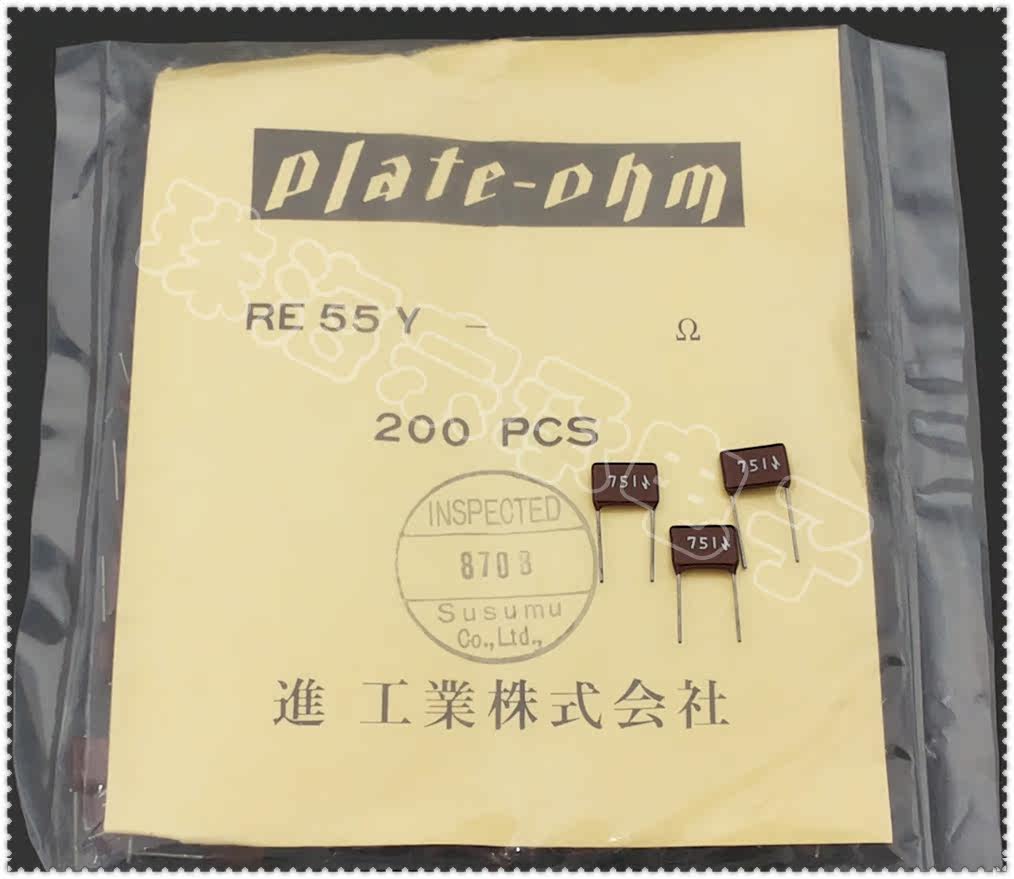 plate-ohm
RE 55 Y – Ω
200 PCS
INSPECTED
8708
Susumu
Co., Ltd.,
進 工業株式会社
751
751
751